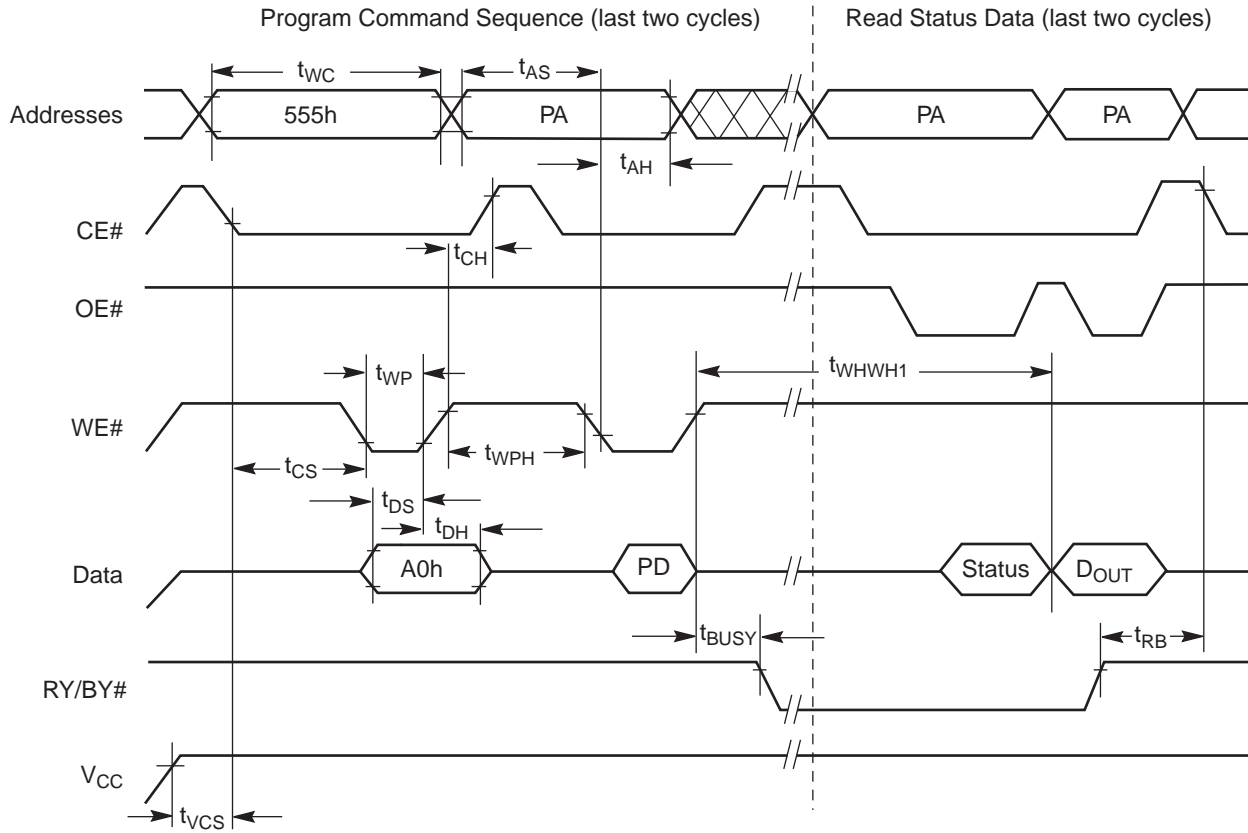 Program Command Sequence (last two cycles) Read Status Data (last two cycles)
tWC tAS
Addresses 555h PA PA PA
tAH
CE#
tCH
OE#
tWP tWHWH1
WE#
tWPH
tCS
tDS
tDH
Data A0h PD Status DOUT
tBUSY tRB
RY/BY#
VCC
tVCS